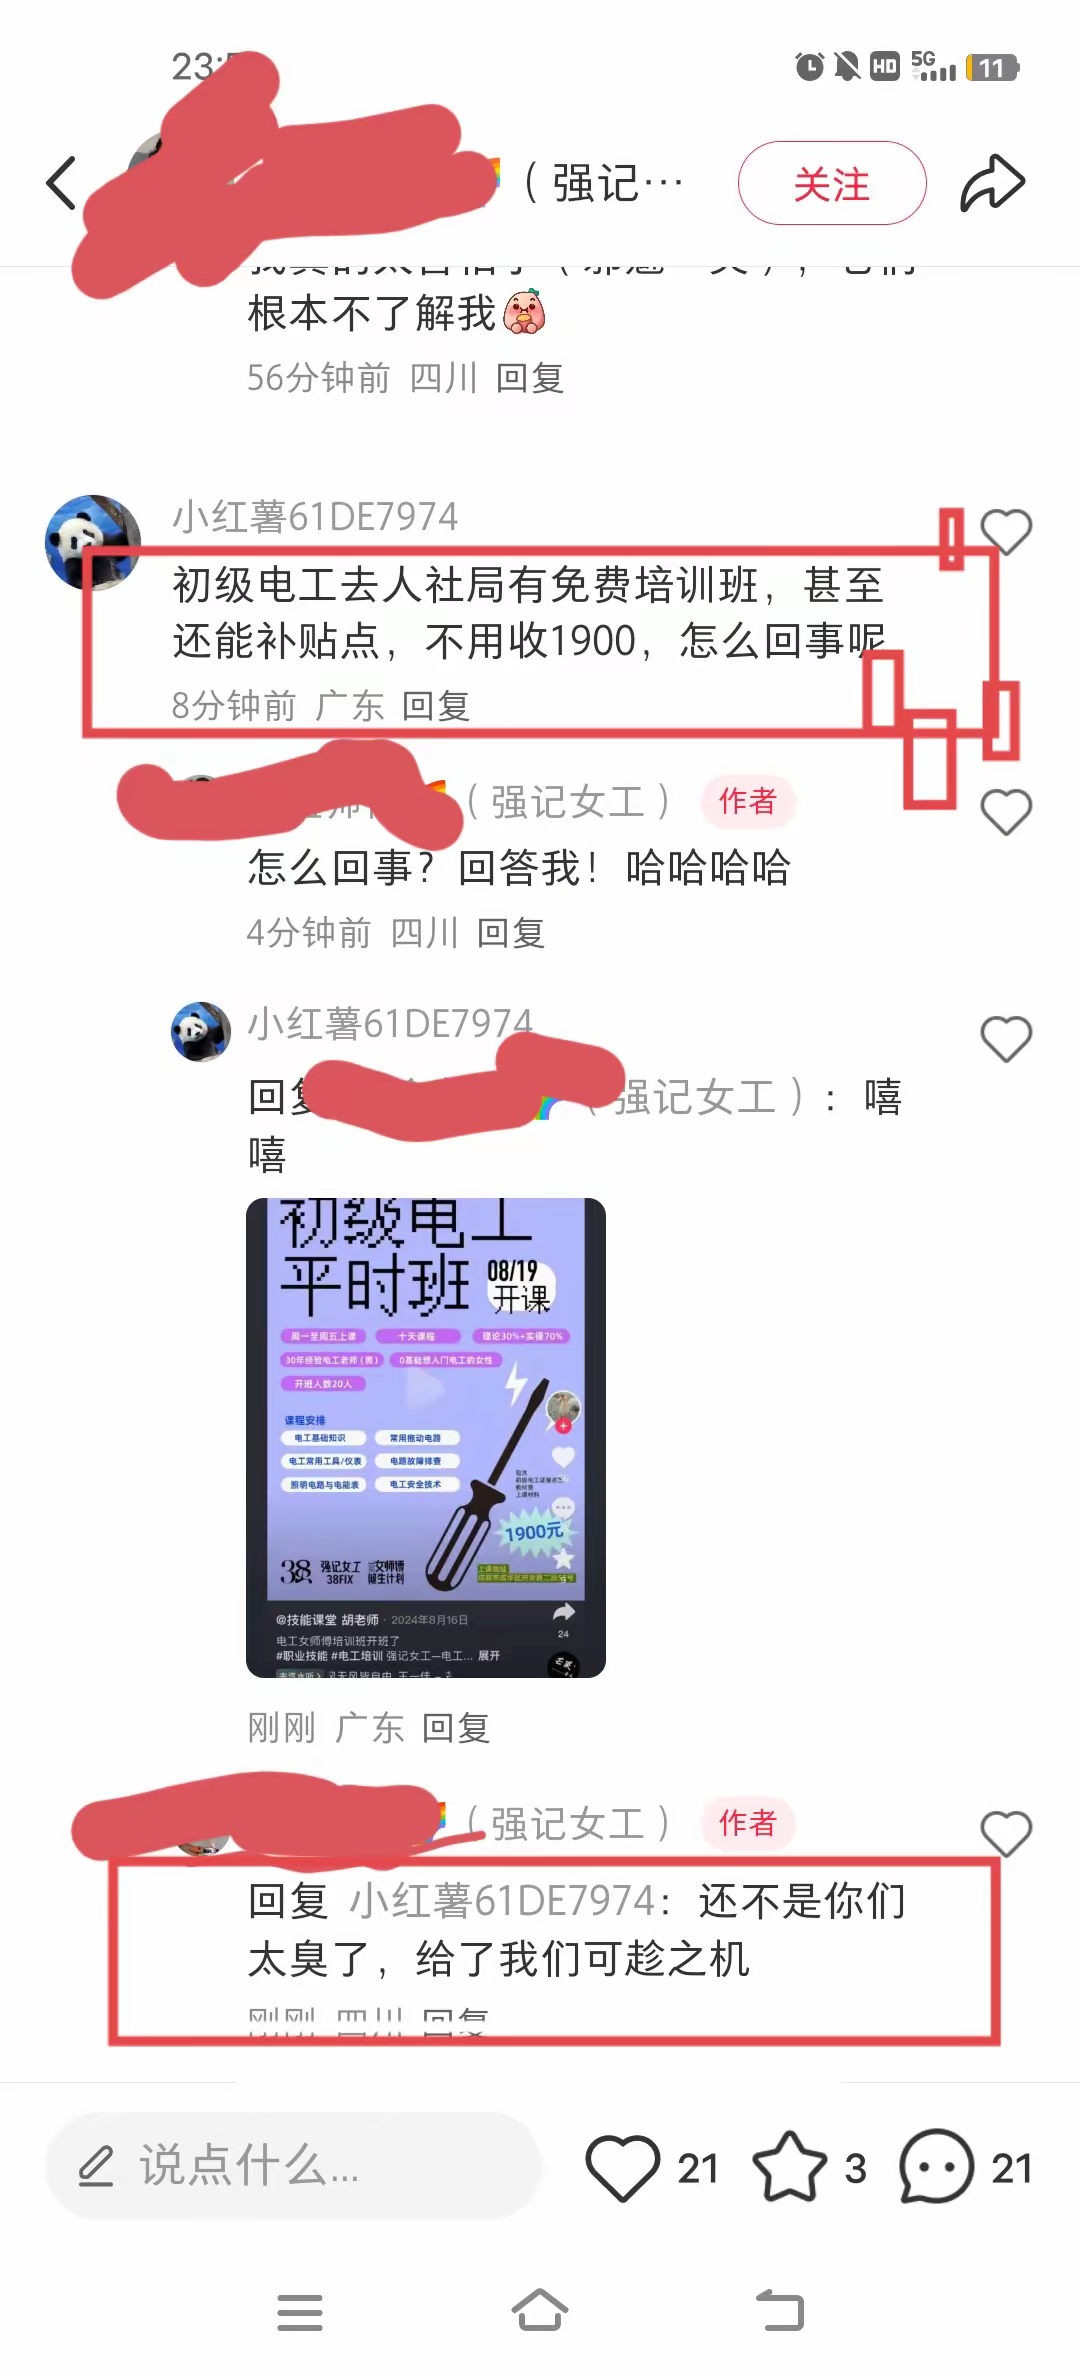 23:
HD 5G 11
（强记…
关注
根本不了解我
56分钟前 四川 回复
小红薯61DE7974
初级电工去人社局有免费培训班，甚至
还能补贴点，不用收1900，怎么回事呢
8分钟前 广东 回复
（强记女工） 作者
怎么回事？回答我！哈哈哈哈
4分钟前 四川 回复
小红薯61DE7974
回复 （强记女工）：嘻
嘻
初级电工
平时班 08/19
开课
周一至周五上课 十天课程 理论30%+实操70%
30年经验电工老师（男） 0基础想入门电工的女性
开班人数20人
课程安排
电工基础知识 常用拖动电路
电工常用工具/仪表 电路故障排查
照明电路与电能表 电工安全技术
1900元
强记女工
38FIX
@技能课堂 胡老师 · 2024年8月16日
24
电工女师傅培训班开班了
#职业技能 #电工培训 强记女工—电工... 展开
刚刚 广东 回复
（强记女工） 作者
回复 小红薯61DE7974：还不是你们
太臭了，给了我们可趁之机
刚刚 四川 回复
说点什么...
21
3
21